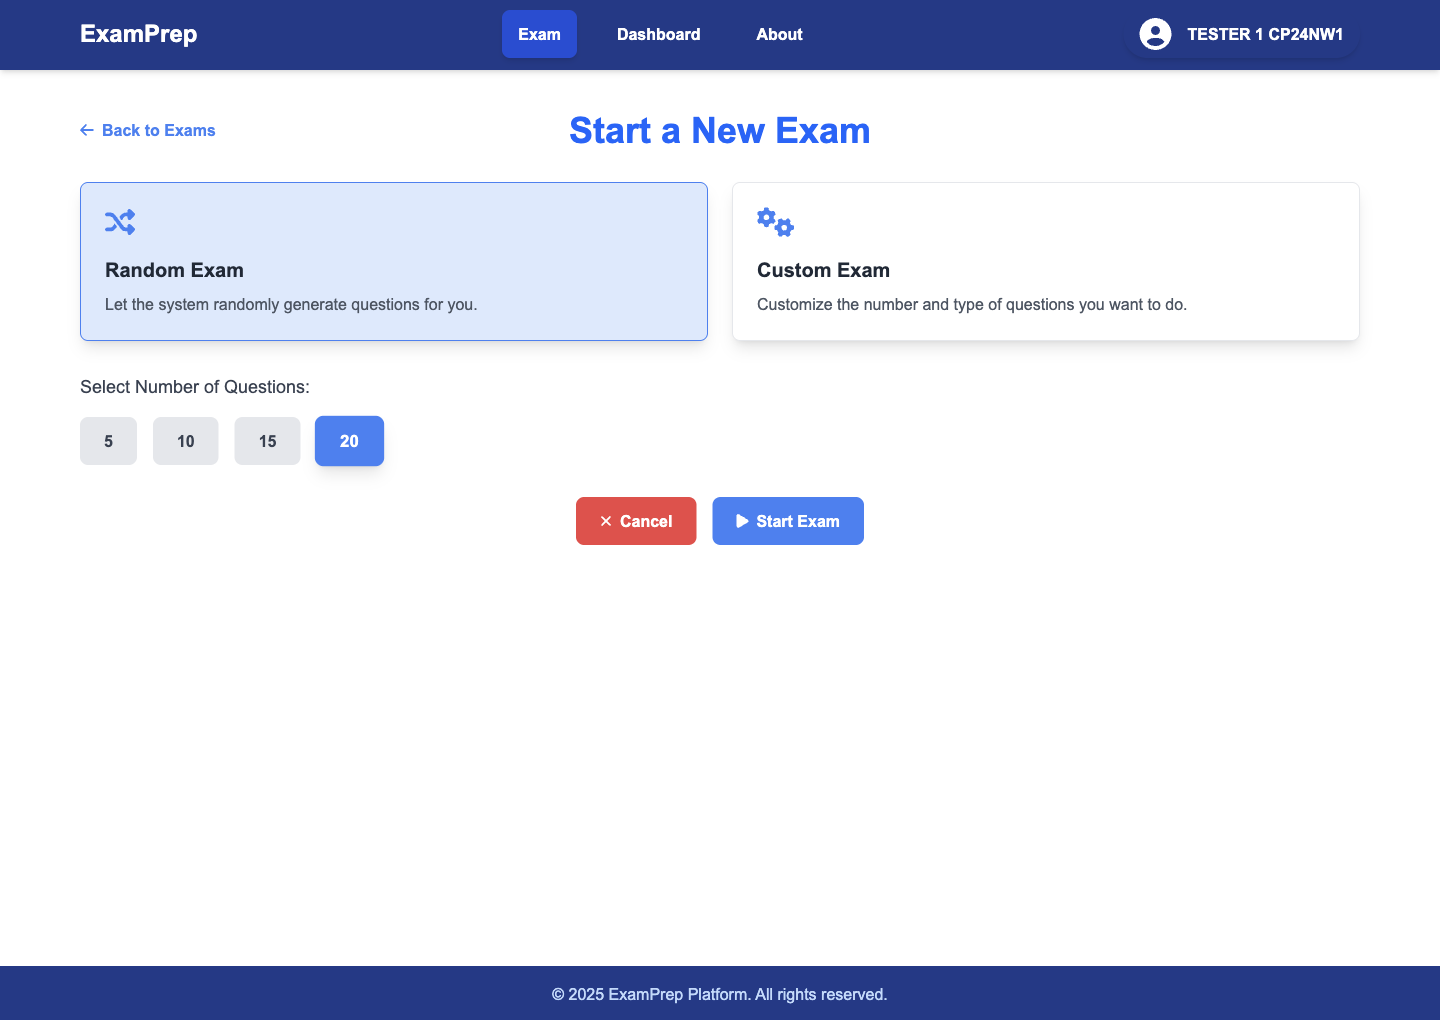 ExamPrep
Exam
Dashboard
About
TESTER 1 CP24NW1
Back to Exams
Start a New Exam
Random Exam
Let the system randomly generate questions for you.
Custom Exam
Customize the number and type of questions you want to do.
Select Number of Questions:
5
10
15
20
Cancel
Start Exam
© 2025 ExamPrep Platform. All rights reserved.